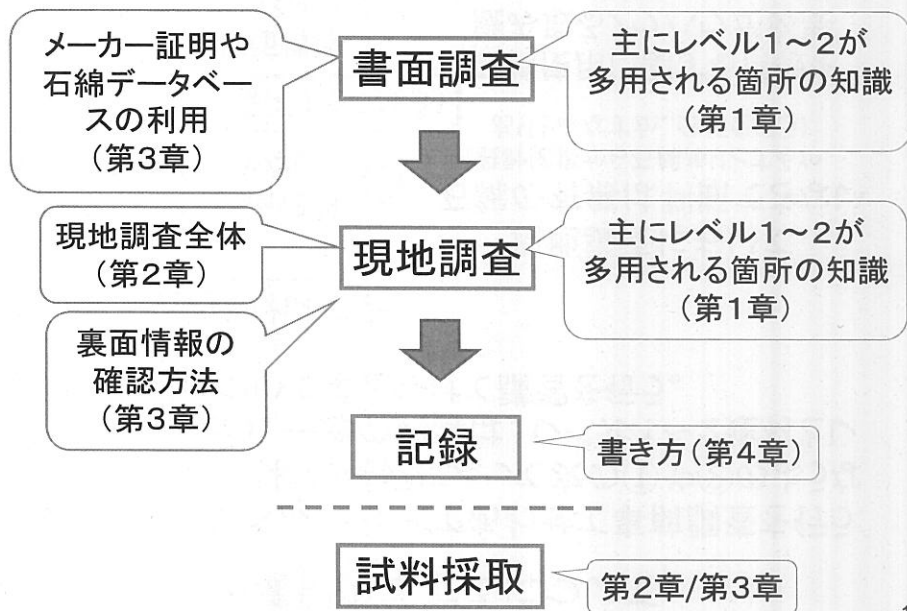 メーカー証明や
石綿データベー
スの利用
(第3章)
書面調査
主にレベル1～2が
多用される箇所の知識
(第1章)
現地調査全体
(第2章)
現地調査
主にレベル1～2が
多用される箇所の知識
(第1章)
裏面情報の
確認方法
(第3章)
記録
書き方(第4章)
試料採取
第2章/第3章